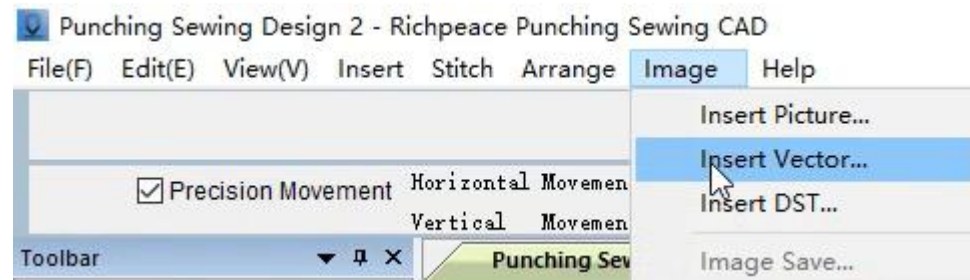 Punching Sewing Design 2 - Richpeace Punching Sewing CAD
File(F) Edit(E) View(V) Insert Stitch Arrange Image Help
Insert Picture...
Insert Vector...
Precision Movement Horizontal Movemen
Insert DST...
Vertical Movemen
Toolbar Punching Sew
Image Save...